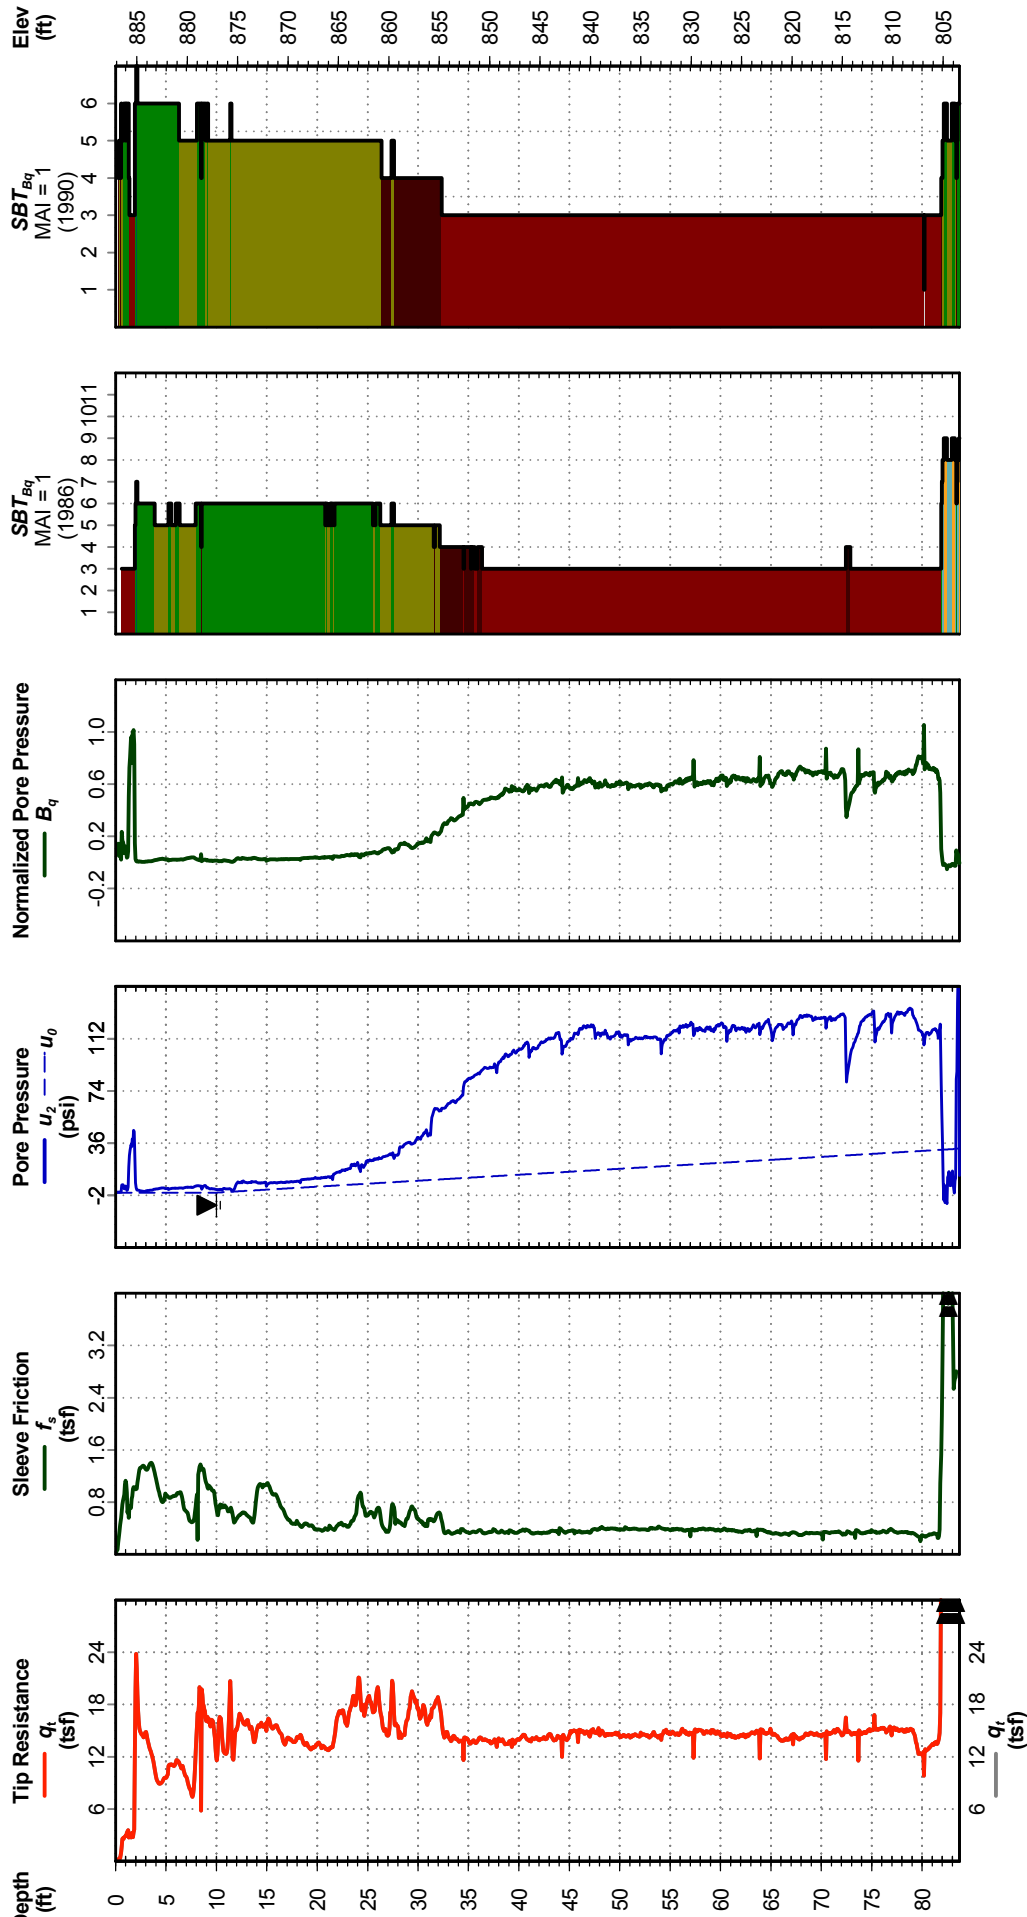 Depth
(ft)
0
5
10
15
20
25
30
35
40
45
50
55
60
65
70
75
80
Tip Resistance
qt
(tsf)
6 12 18 24
6 12 18 24
qt
(tsf)
Sleeve Friction
fs
(tsf)
0.8 1.6 2.4 3.2
Pore Pressure
u2 u0
(psi)
-2 36 74 112
Normalized Pore Pressure
Bq
-0.2 0.2 0.6 1.0
SBTBq
MAI = 1
(1986)
1 2 3 4 5 6 7 8 9 10 11
SBTBq
MAI = 1
(1990)
1 2 3 4 5 6
Elev
(ft)
885
880
875
870
865
860
855
850
845
840
835
830
825
820
815
810
805